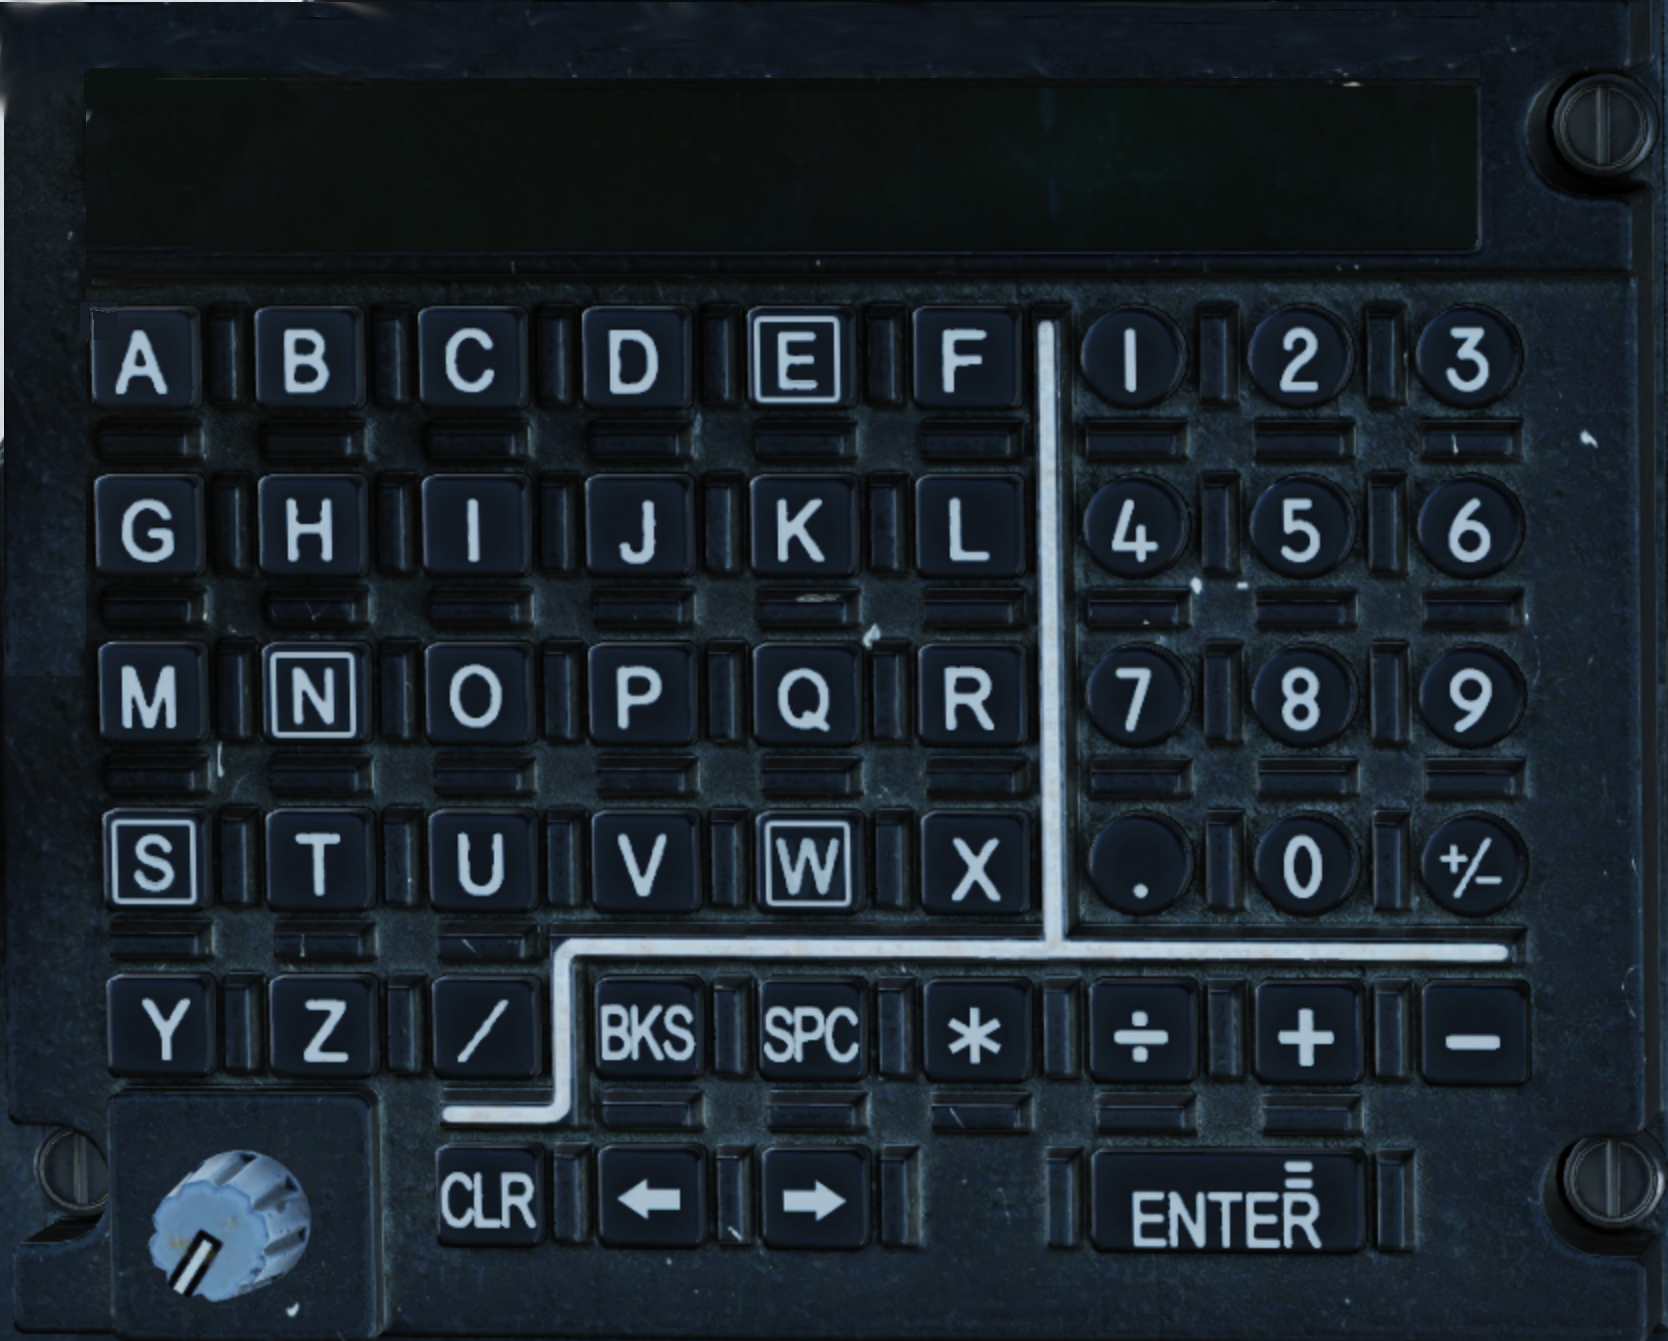 A B C D E F 1 2 3
G H I J K L 4 5 6
M N O P Q R 7 8 9
S T U V W X . 0 +/-
Y Z / BKS SPC * ÷ + -
CLR ← → ENTER =